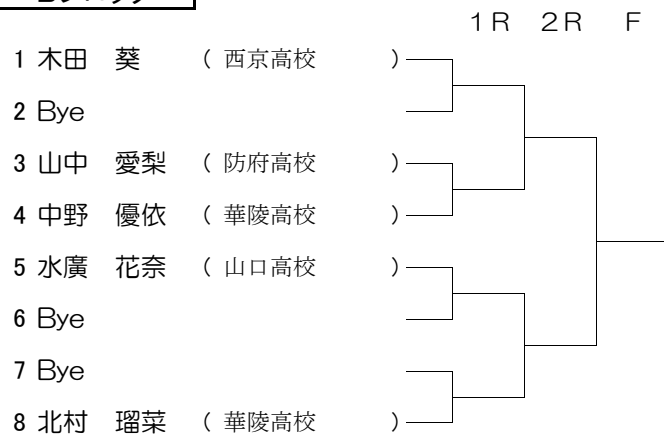 1R 2R F
1 木田 葵 ( 西京高校 )
2 Bye
3 山中 愛梨 ( 防府高校 )
4 中野 優依 ( 華陵高校 )
5 水廣 花奈 ( 山口高校 )
6 Bye
7 Bye
8 北村 瑠菜 ( 華陵高校 )